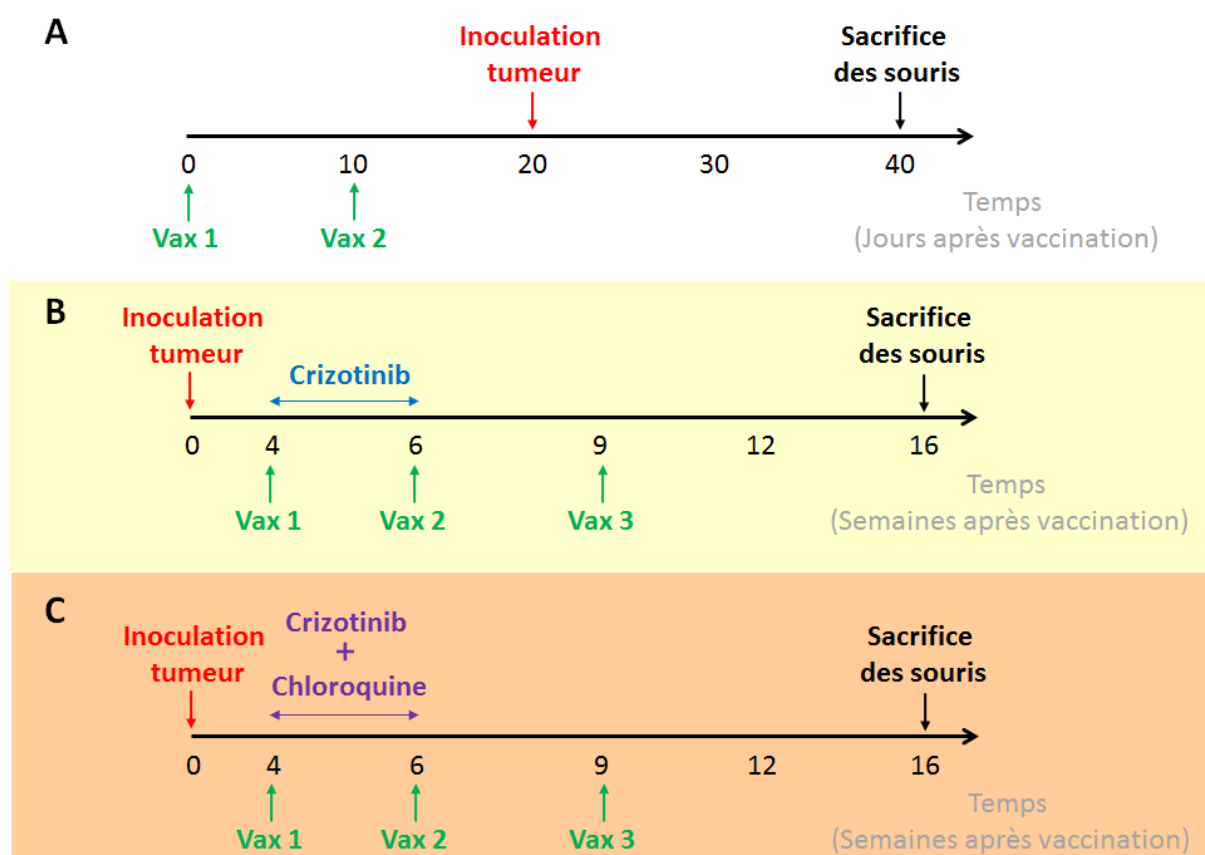 A
Inoculation
tumeur
Sacrifice
des souris
0 10 20 30 40
Vax 1 Vax 2
Temps
(Jours après vaccination)
B
Inoculation
tumeur
Crizotinib
Sacrifice
des souris
0 4 6 9 12 16
Vax 1 Vax 2 Vax 3
Temps
(Semaines après vaccination)
C
Inoculation
tumeur
Crizotinib
+
Chloroquine
Sacrifice
des souris
0 4 6 9 12 16
Vax 1 Vax 2 Vax 3
Temps
(Semaines après vaccination)